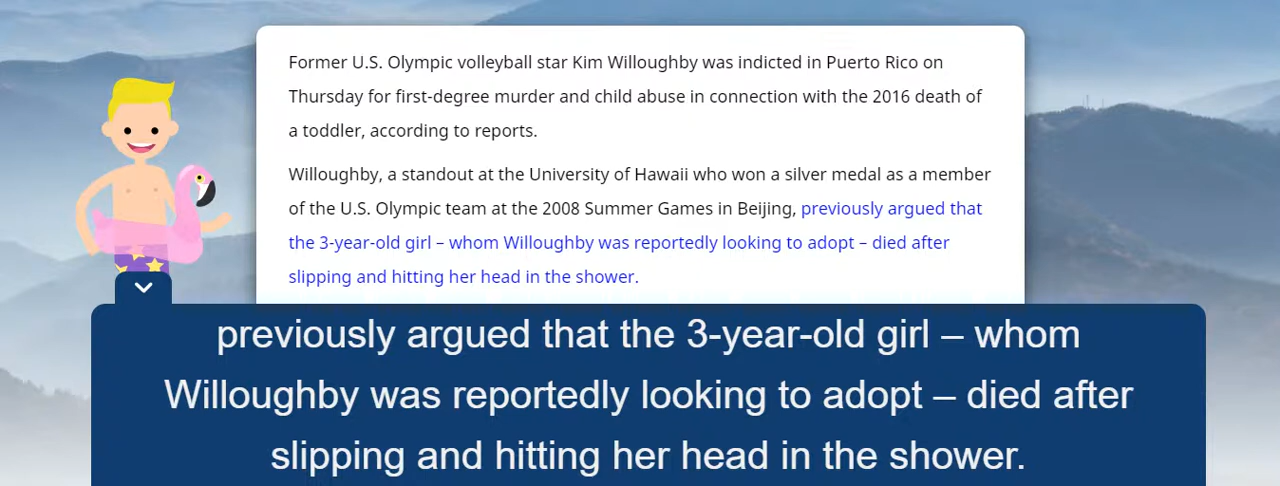 Former U.S. Olympic volleyball star Kim Willoughby was indicted in Puerto Rico on
Thursday for first-degree murder and child abuse in connection with the 2016 death of
a toddler, according to reports.
Willoughby, a standout at the University of Hawaii who won a silver medal as a member
of the U.S. Olympic team at the 2008 Summer Games in Beijing, previously argued that
the 3-year-old girl – whom Willoughby was reportedly looking to adopt – died after
slipping and hitting her head in the shower.
previously argued that the 3-year-old girl – whom
Willoughby was reportedly looking to adopt – died after
slipping and hitting her head in the shower.